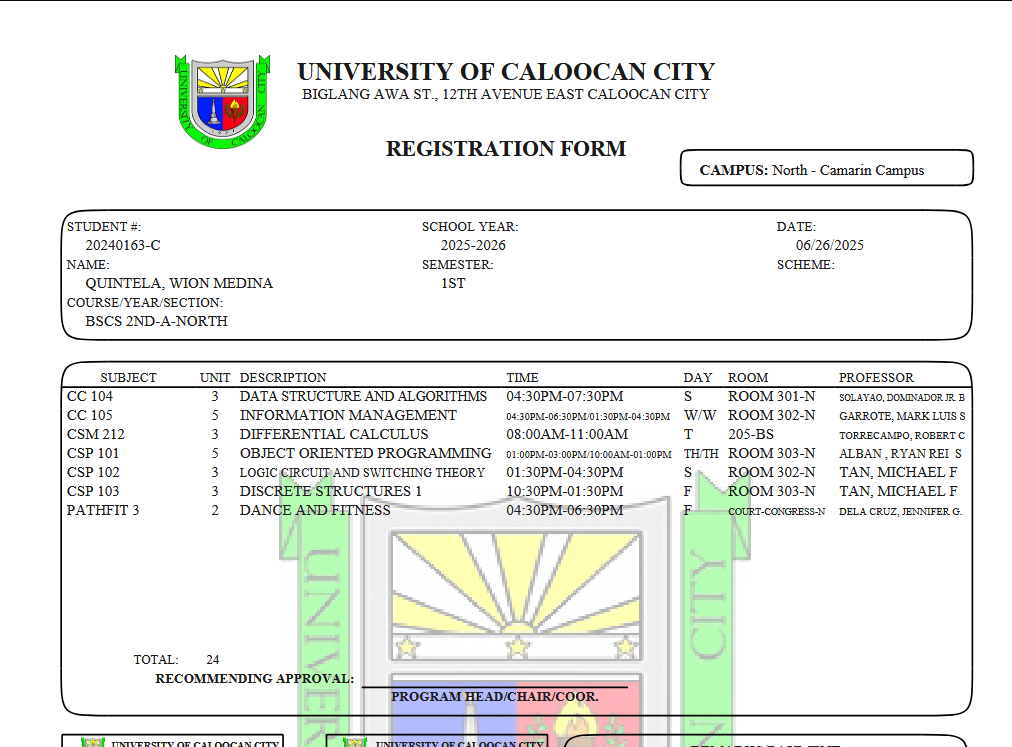 UNIVERSITY OF CALOOCAN CITY
BIGLANG AWA ST., 12TH AVENUE EAST CALOOCAN CITY
UNIVERSITY OF CALOOCAN CITY
1971
REGISTRATION FORM
CAMPUS: North - Camarin Campus
STUDENT #: SCHOOL YEAR: DATE:
20240163-C 2025-2026 06/26/2025
NAME: SEMESTER: SCHEME:
QUINTELA, WION MEDINA 1ST
COURSE/YEAR/SECTION:
BSCS 2ND-A-NORTH
SUBJECT UNIT DESCRIPTION TIME DAY ROOM PROFESSOR
CC 104 3 DATA STRUCTURE AND ALGORITHMS 04:30PM-07:30PM S ROOM 301-N SOLAYAO, DOMINADOR JR. B
CC 105 5 INFORMATION MANAGEMENT 04:30PM-06:30PM/01:30PM-04:30PM W/W ROOM 302-N GARROTE, MARK LUIS S
CSM 212 3 DIFFERENTIAL CALCULUS 08:00AM-11:00AM T 205-BS TORRECAMPO, ROBERT C
CSP 101 5 OBJECT ORIENTED PROGRAMMING 01:00PM-03:00PM/10:00AM-01:00PM TH/TH ROOM 303-N ALBAN , RYAN REI S
CSP 102 3 LOGIC CIRCUIT AND SWITCHING THEORY 01:30PM-04:30PM S ROOM 302-N TAN, MICHAEL F
CSP 103 3 DISCRETE STRUCTURES 1 10:30PM-01:30PM F ROOM 303-N TAN, MICHAEL F
PATHFIT 3 2 DANCE AND FITNESS 04:30PM-06:30PM F COURT-CONGRESS-N DELA CRUZ, JENNIFER G.
TOTAL: 24
RECOMMENDING APPROVAL:
PROGRAM HEAD/CHAIR/COOR.
UNIVERSITY OF CALOOCAN CITY UNIVERSITY OF CALOOCAN CITY